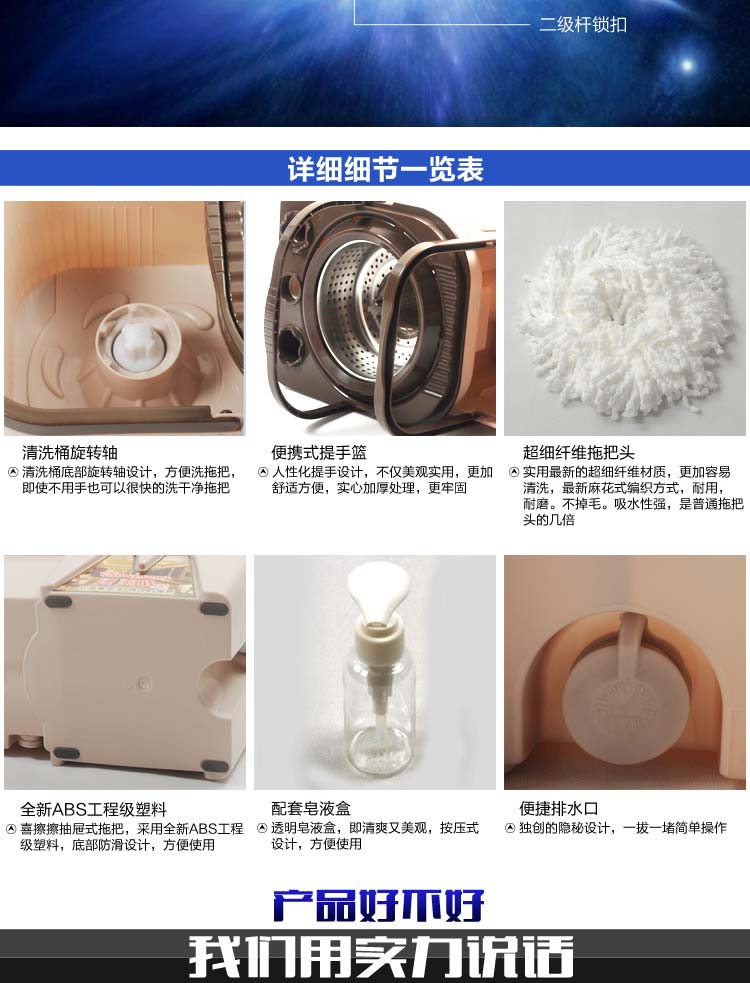 二级杆锁扣
详细细节一览表
清洗桶旋转轴
清洗桶底部旋转轴设计，方便洗拖把，
即使不用手也可以很快的洗干净拖把
便携式提手篮
人性化提手设计，不仅美观实用，更加
舒适方便，实心加厚处理，更牢固
超细纤维拖把头
实用最新的超细纤维材质，更加容易
清洗，最新麻花式编织方式，耐用，
耐磨。不掉毛。吸水性强，是普通拖把
头的几倍
全新ABS工程级塑料
喜擦擦抽屉式拖把，采用全新ABS工程
级塑料，底部防滑设计，方便使用
配套皂液盒
透明皂液盒，即清爽又美观，按压式
设计，方便使用
便捷排水口
独创的隐秘设计，一拔一堵简单操作
产品好不好
我们用实力说话